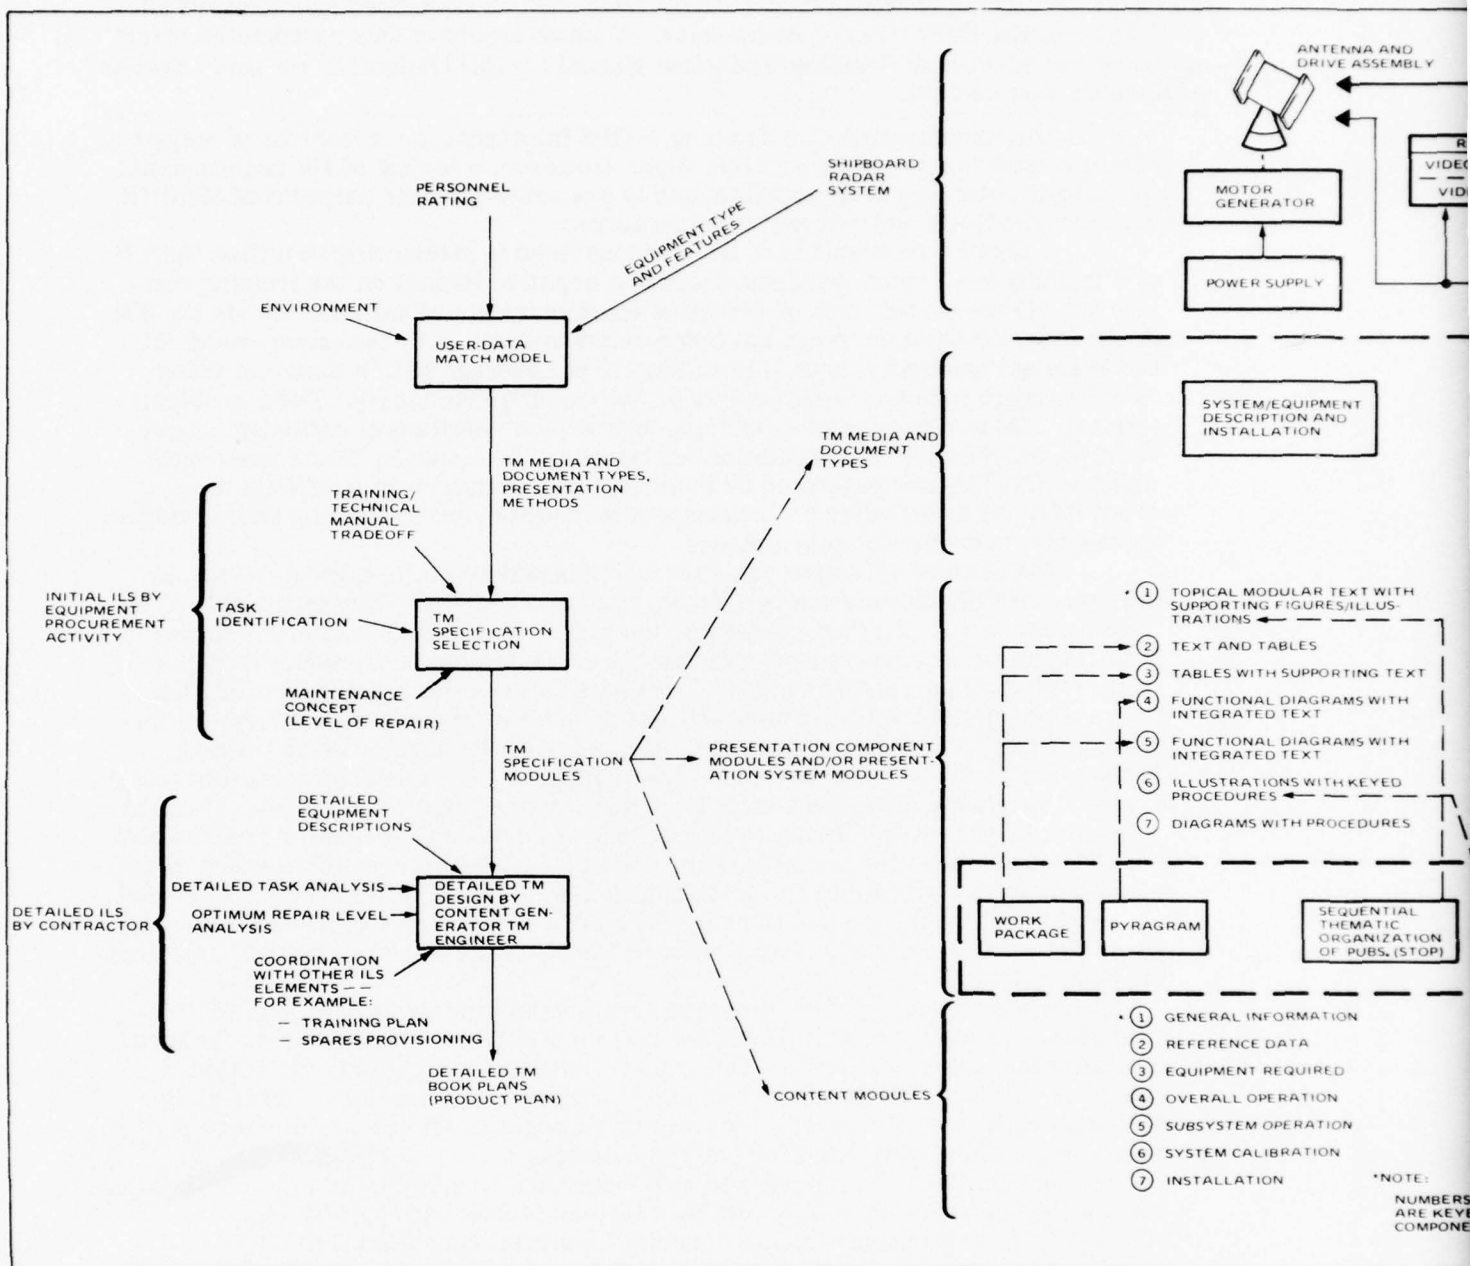 ANTENNA AND
DRIVE ASSEMBLY
SHIPBOARD
RADAR
SYSTEM
MOTOR
GENERATOR
POWER SUPPLY
R
VIDEO
VID
PERSONNEL
RATING
EQUIPMENT TYPE
AND FEATURES
ENVIRONMENT
USER-DATA
MATCH MODEL
SYSTEM/EQUIPMENT
DESCRIPTION AND
INSTALLATION
TM MEDIA AND
DOCUMENT
TYPES
TM MEDIA AND
DOCUMENT TYPES,
PRESENTATION
METHODS
TRAINING/
TECHNICAL
MANUAL
TRADEOFF
INITIAL ILS BY
EQUIPMENT
PROCUREMENT
ACTIVITY
TASK
IDENTIFICATION
TM
SPECIFICATION
SELECTION
MAINTENANCE
CONCEPT
(LEVEL OF REPAIR)
TM
SPECIFICATION
MODULES
PRESENTATION COMPONENT
MODULES AND/OR PRESENT-
ATION SYSTEM MODULES
* 1 TOPICAL MODULAR TEXT WITH
SUPPORTING FIGURES/ILLUS-
TRATIONS
2 TEXT AND TABLES
3 TABLES WITH SUPPORTING TEXT
4 FUNCTIONAL DIAGRAMS WITH
INTEGRATED TEXT
5 FUNCTIONAL DIAGRAMS WITH
INTEGRATED TEXT
6 ILLUSTRATIONS WITH KEYED
PROCEDURES
7 DIAGRAMS WITH PROCEDURES
DETAILED
EQUIPMENT
DESCRIPTIONS
DETAILED ILS
BY CONTRACTOR
DETAILED TASK ANALYSIS
OPTIMUM REPAIR LEVEL
ANALYSIS
DETAILED TM
DESIGN BY
CONTENT GEN-
ERATOR TM
ENGINEER
COORDINATION
WITH OTHER ILS
ELEMENTS — —
FOR EXAMPLE:
— TRAINING PLAN
— SPARES PROVISIONING
DETAILED TM
BOOK PLANS
(PRODUCT PLAN)
WORK
PACKAGE
PYRAGRAM
SEQUENTIAL
THEMATIC
ORGANIZATION
OF PUBS. (STOP)
CONTENT MODULES
* 1 GENERAL INFORMATION
2 REFERENCE DATA
3 EQUIPMENT REQUIRED
4 OVERALL OPERATION
5 SUBSYSTEM OPERATION
6 SYSTEM CALIBRATION
7 INSTALLATION
*NOTE:
NUMBERS
ARE KEYE
COMPONE